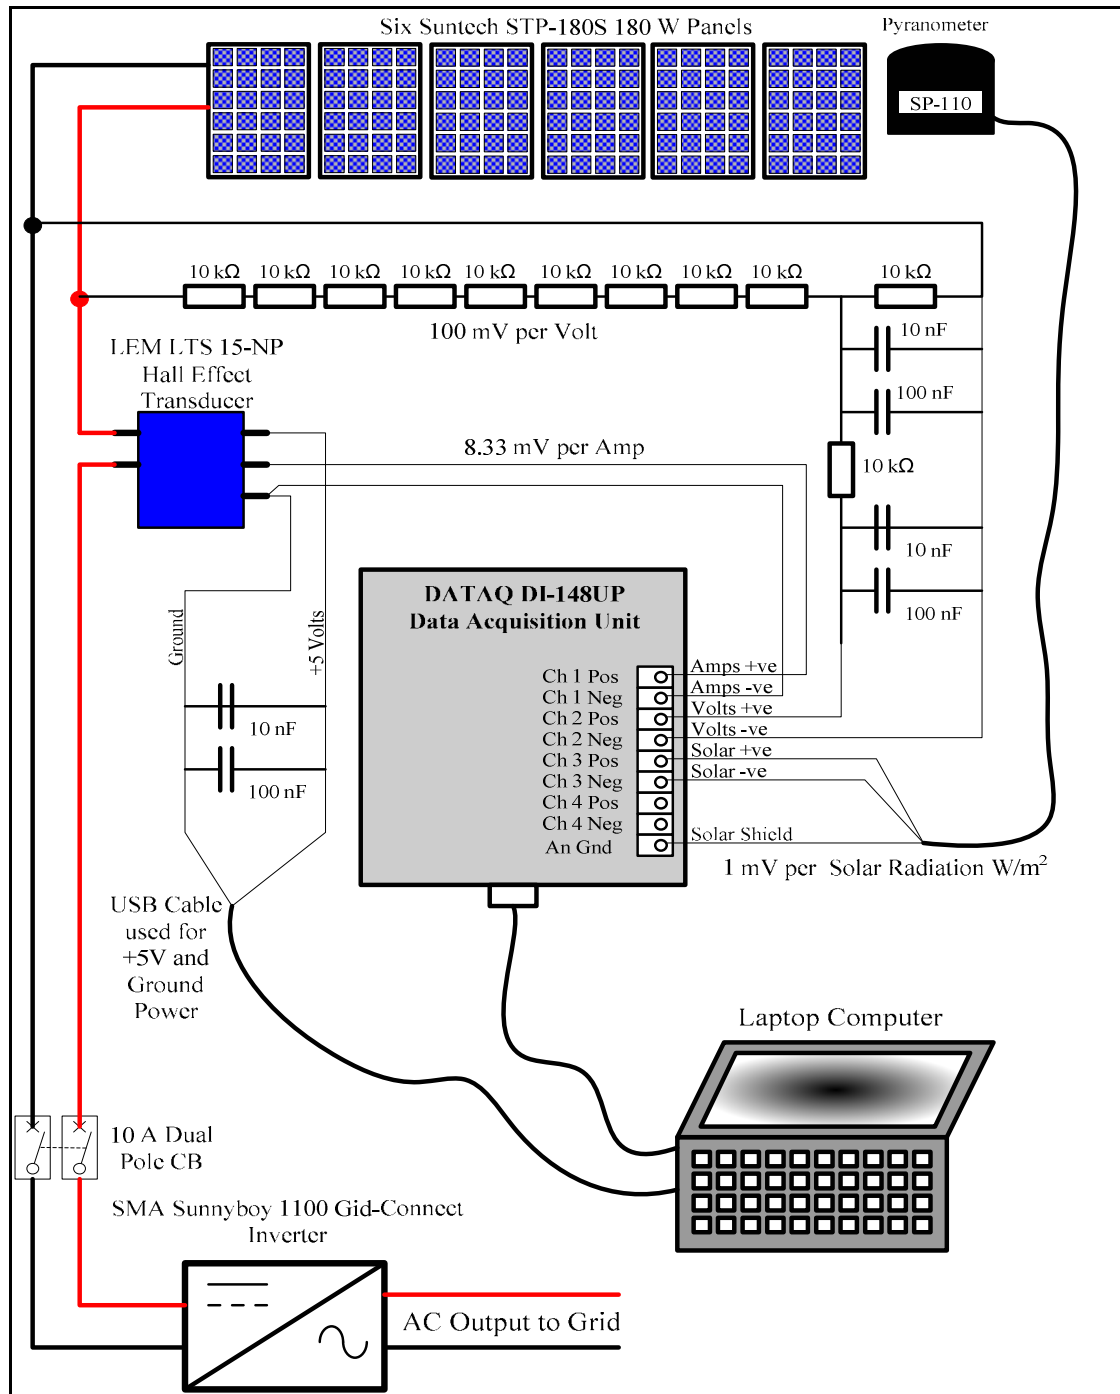 Six Suntech STP-180S 180 W Panels
Pyranometer
SP-110
10 kΩ
10 kΩ
10 kΩ
10 kΩ
10 kΩ
10 kΩ
10 kΩ
10 kΩ
10 kΩ
10 kΩ
100 mV per Volt
10 nF
LEM LTS 15-NP
Hall Effect
Transducer
100 nF
8.33 mV per Amp
10 kΩ
10 nF
100 nF
DATAQ DI-148UP
Data Acquisition Unit
Ground
+5 Volts
Ch 1 Pos
Amps +ve
Ch 1 Neg
Amps -ve
Ch 2 Pos
Volts +ve
Ch 2 Neg
Volts -ve
Ch 3 Pos
Solar +ve
Ch 3 Neg
Solar -ve
Ch 4 Pos
Ch 4 Neg
An Gnd
Solar Shield
10 nF
100 nF
1 mV per Solar Radiation W/m²
USB Cable
used for
+5V and
Ground
Power
Laptop Computer
10 A Dual
Pole CB
SMA Sunnyboy 1100 Gid-Connect
Inverter
AC Output to Grid